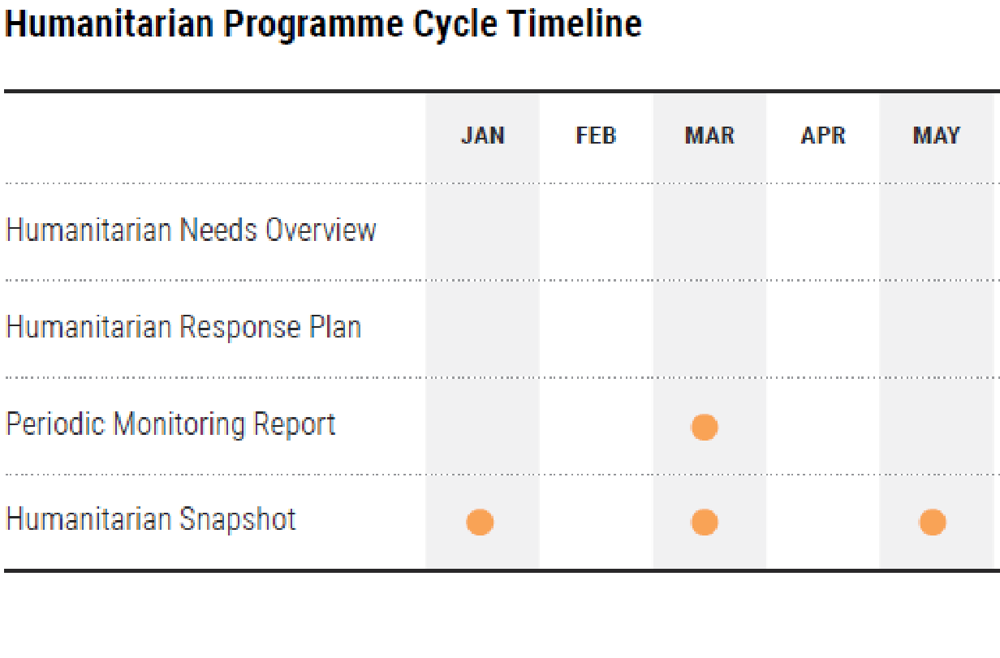 Humanitarian Programme Cycle Timeline
JAN FEB MAR APR MAY
Humanitarian Needs Overview
Humanitarian Response Plan
Periodic Monitoring Report
Humanitarian Snapshot